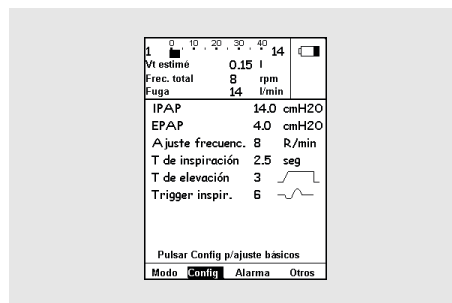 0 10 20 30 40
1 14
Vt estimé 0.15 l
Frec. total 8 rpm
Fuga 14 l/min
IPAP 14.0 cmH2O
EPAP 4.0 cmH2O
Ajuste frecuenc. 8 R/min
T de inspiración 2.5 seg
T de elevación 3
Trigger inspir. 6
Pulsar Config p/ajuste básicos
Modo Config Alarma Otros